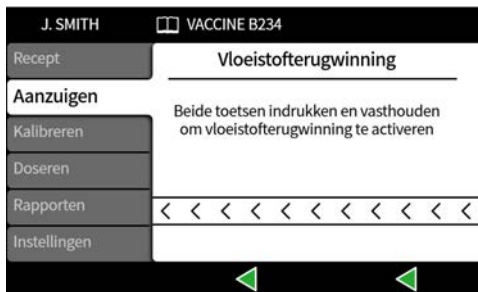 J. SMITH
VACCINE B234
Recept
Aanzuigen
Kalibreren
Doseren
Rapporten
Instellingen
Vloeistofterugwinning
Beide toetsen indrukken en vasthouden
om vloeistofterugwinning te activeren
< < < < < < < < < < <